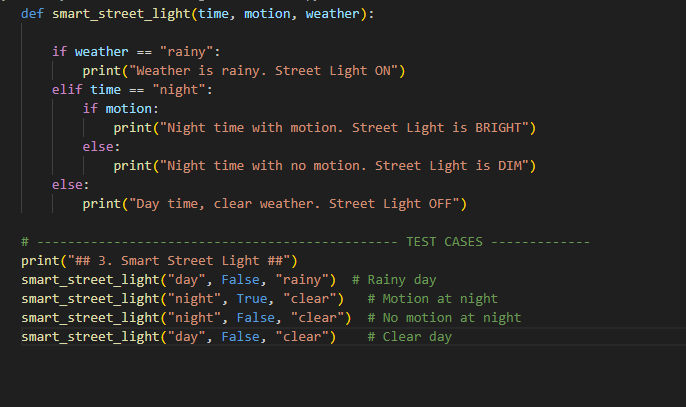 def smart_street_light(time, motion, weather):
if weather == "rainy":
print("Weather is rainy. Street Light ON")
elif time == "night":
if motion:
print("Night time with motion. Street Light is BRIGHT")
else:
print("Night time with no motion. Street Light is DIM")
else:
print("Day time, clear weather. Street Light OFF")
# ----------------------------------------------- TEST CASES -------------
print("## 3. Smart Street Light ##")
smart_street_light("day", False, "rainy")  # Rainy day
smart_street_light("night", True, "clear")   # Motion at night
smart_street_light("night", False, "clear")  # No motion at night
smart_street_light("day", False, "clear")    # Clear day